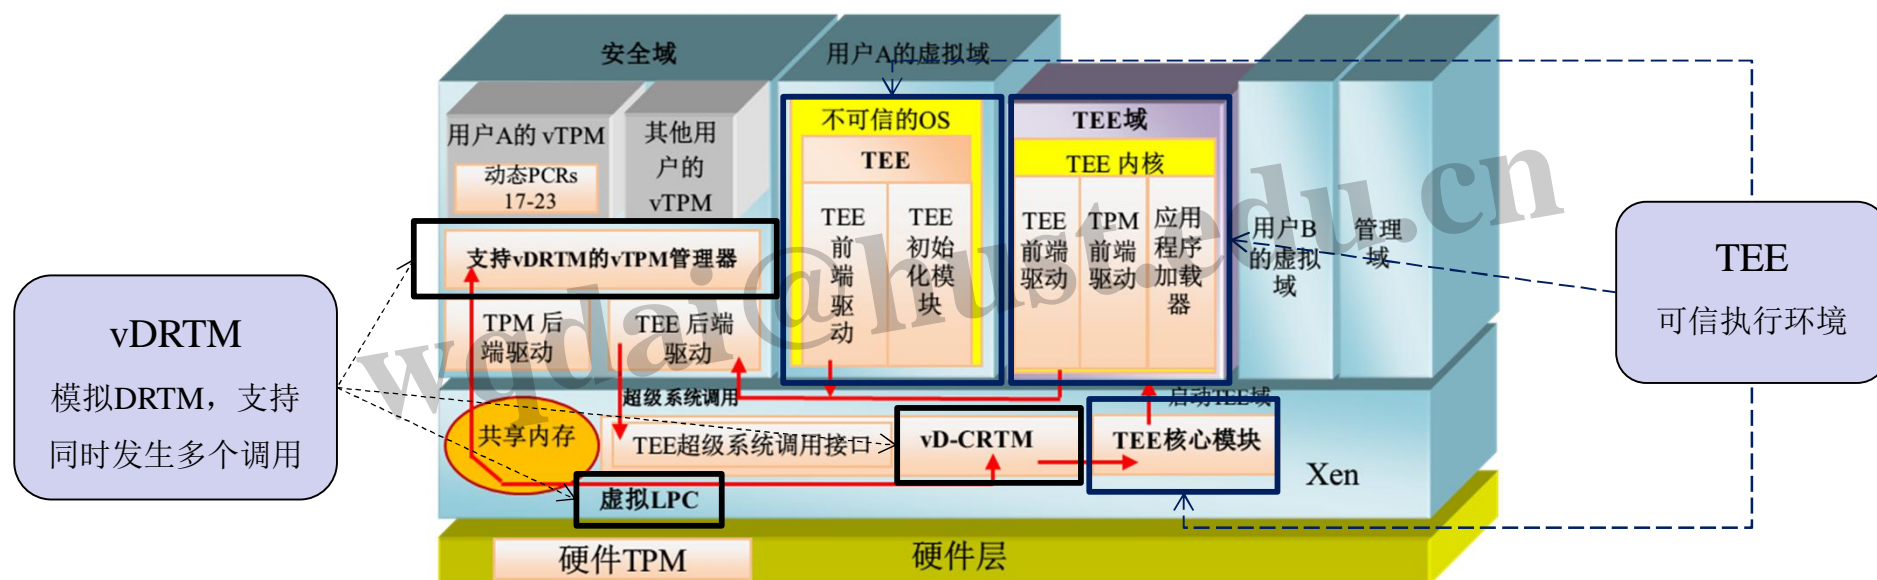 安全域
用户A的虚拟域
用户A的 vTPM
动态PCRs
17-23
其他用
户的
vTPM
支持vDRTM的vTPM管理器
TPM 后
端驱动
TEE 后端
驱动
不可信的OS
TEE
TEE
前
端
驱
动
TEE
初始
化模
块
TEE域
TEE 内核
TEE
前端
驱动
TPM
前端
驱动
应用
程序
加载
器
用户B
的虚拟
域
管理
域
vDRTM
模拟DRTM，支持
同时发生多个调用
TEE
可信执行环境
超级系统调用
启动TEE域
共享内存
TEE超级系统调用接口
vD-CRTM
TEE核心模块
Xen
虚拟LPC
硬件TPM
硬件层
wqdai@hust.edu.cn